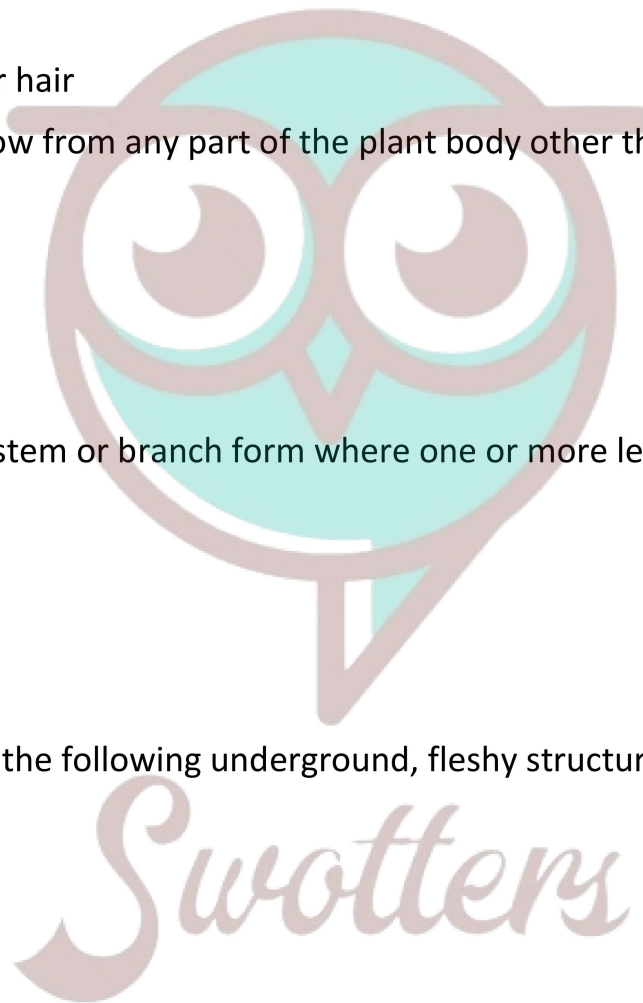 r hair
ow from any part of the plant body other th
stem or branch form where one or more le
the following underground, fleshy structur
Swotters